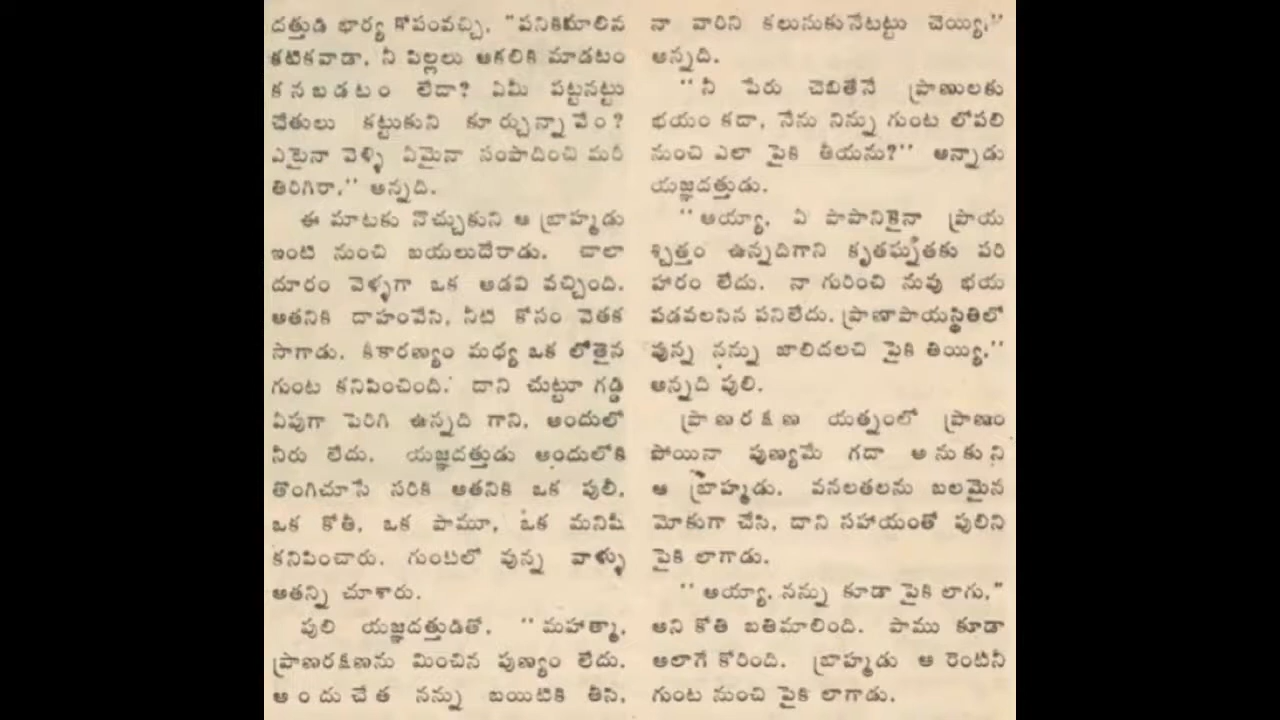 దత్తుడి భార్య కోపంవచ్చి, "పనికిమాలిన
కటికవాడా, నీ పిల్లలు ఆకలికి మాడటం
కనబడటం లేదా? ఏమీ పట్టనట్టు
చేతులు కట్టుకుని కూర్చున్నావేం?
ఎటైనా వెళ్ళి ఏమైనా సంపాదించి మరీ
తిరిగిరా," అన్నది.
ఈ మాటకు నొచ్చుకుని ఆ బ్రాహ్మడు
ఇంటి నుంచి బయలుదేరాడు. చాలా
దూరం వెళ్ళగా ఒక అడవి వచ్చింది.
అతనికి దాహంవేసి, నీటి కోసం వెతక
సాగాడు. కీకారణ్యం మధ్య ఒక లోతైన
గుంట కనిపించింది. దాని చుట్టూ గడ్డి
ఏపుగా పెరిగి ఉన్నది గాని, అందులో
నీరు లేదు. యజ్ఞదత్తుడు అందులోకి
తొంగిచూసే సరికి అతనికి ఒక పులీ,
ఒక కోతీ, ఒక పామూ, ఒక మనిషీ
కనిపించారు. గుంటలో వున్న వాళ్ళు
అతన్ని చూశారు.
పులి యజ్ఞదత్తుడితో, "మహాత్మా,
ప్రాణరక్షణను మించిన పుణ్యం లేదు.
అందుచేత నన్ను బయిటికి తీసి,
నా వారిని కలుసుకునేటట్టు చెయ్యి,"
అన్నది.
"నీ పేరు చెబితేనే ప్రాణులకు
భయం కదా, నేను నిన్ను గుంట లోపలి
నుంచి ఎలా పైకి తీయను?" అన్నాడు
యజ్ఞదత్తుడు.
"అయ్యా, ఏ పాపానికైనా ప్రాయ
శ్చిత్తం ఉన్నదిగాని కృతఘ్నతకు పరి
హారం లేదు. నా గురించి నువు భయ
పడవలసిన పనిలేదు. ప్రాణాపాయస్థితిలో
వున్న నన్ను జాలిదలచి పైకి తియ్యి,"
అన్నది పులి.
ప్రాణరక్షణ యత్నంలో ప్రాణం
పోయినా పుణ్యమే గదా అనుకుని
ఆ బ్రాహ్మడు, వనలతలను బలమైన
మోకుగా చేసి, దాని సహాయంతో పులిని
పైకి లాగాడు.
"అయ్యా, నన్ను కూడా పైకి లాగు,"
అని కోతి బతిమాలింది. పాము కూడా
అలాగే కోరింది. బ్రాహ్మడు ఆ రెంటినీ
గుంట నుంచి పైకి లాగాడు.